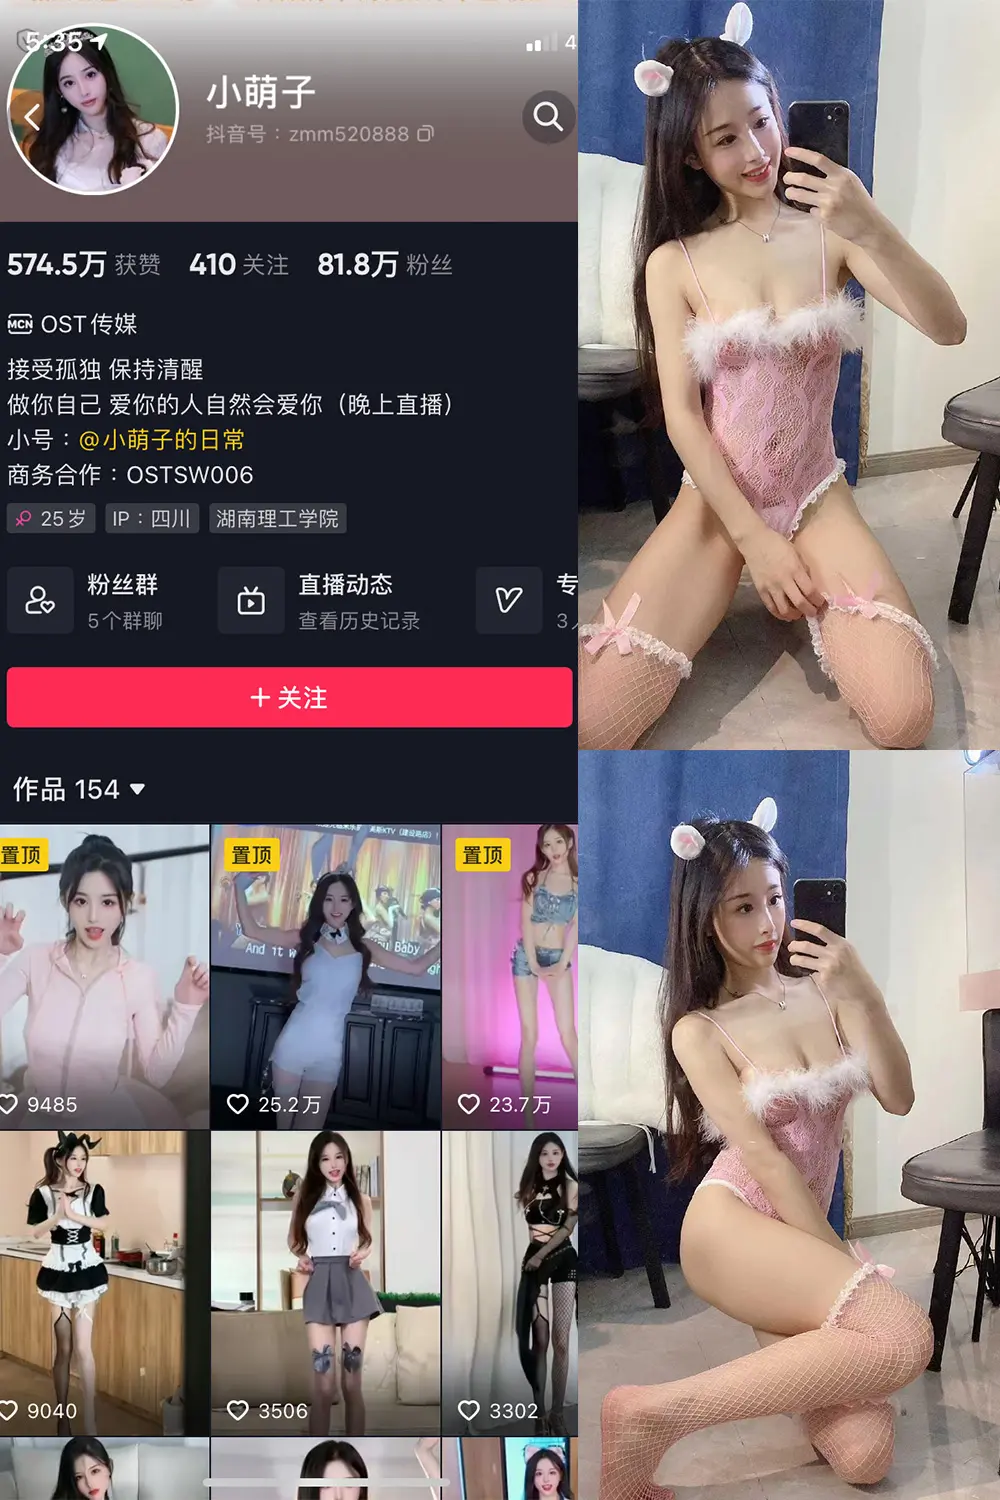 5:35
4
小萌子
抖音号：zmm520888
574.5万 获赞 410 关注 81.8万 粉丝
MCN OST传媒
接受孤独 保持清醒
做你自己 爱你的人自然会爱你（晚上直播）
小号：@小萌子的日常
商务合作：OSTSW006
25岁 IP：四川 湖南理工学院
粉丝群 直播动态 专
5个群聊 查看历史记录 3
+ 关注
作品 154
置顶 置顶 置顶
And it w
Baby
9485 25.2万 23.7万
9040 3506 3302